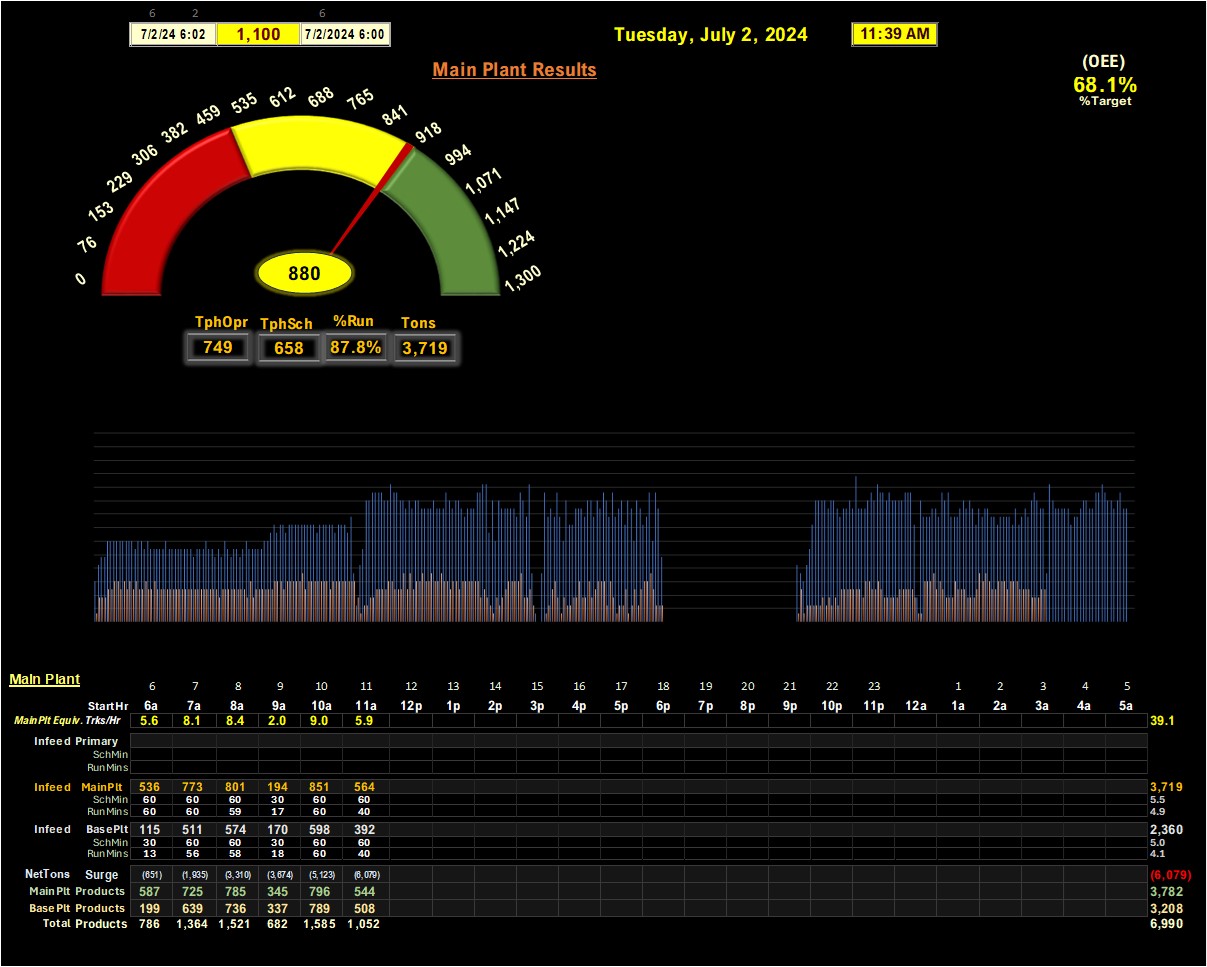 6 2 6
7/2/24 6:02 1,100 7/2/2024 6:00 Tuesday, July 2, 2024 11:39 AM
(OEE)
68.1%
%Target
Main Plant Results
0 76 153 229 306 382 459 535 612 688 765 841 918 994 1,071 1,147 1,224 1,300
880
TphOpr TphSch %Run Tons
749 658 87.8% 3,719
Main Plant
6 7 8 9 10 11 12 13 14 15 16 17 18 19 20 21 22 23 1 2 3 4 5
StartHr 6a 7a 8a 9a 10a 11a 12p 1p 2p 3p 4p 5p 6p 7p 8p 9p 10p 11p 12a 1a 2a 3a 4a 5a
MainPlt Equiv. Trks/Hr 5.6 8.1 8.4 2.0 9.0 5.9 39.1
Infeed Primary
SchMin
RunMins
Infeed MainPlt 536 773 801 194 851 564 3,719
SchMin 60 60 60 30 60 60 5.5
RunMins 60 60 59 17 60 40 4.9
Infeed BasePlt 115 511 574 170 598 392 2,360
SchMin 30 60 60 30 60 60 5.0
RunMins 13 56 58 18 60 40 4.1
NetTons Surge (651) (1,935) (3,310) (3,674) (5,123) (6,079) (6,079)
MainPlt Products 587 725 785 345 796 544 3,782
BasePlt Products 199 639 736 337 789 508 3,208
Total Products 786 1,364 1,521 682 1,585 1,052 6,990